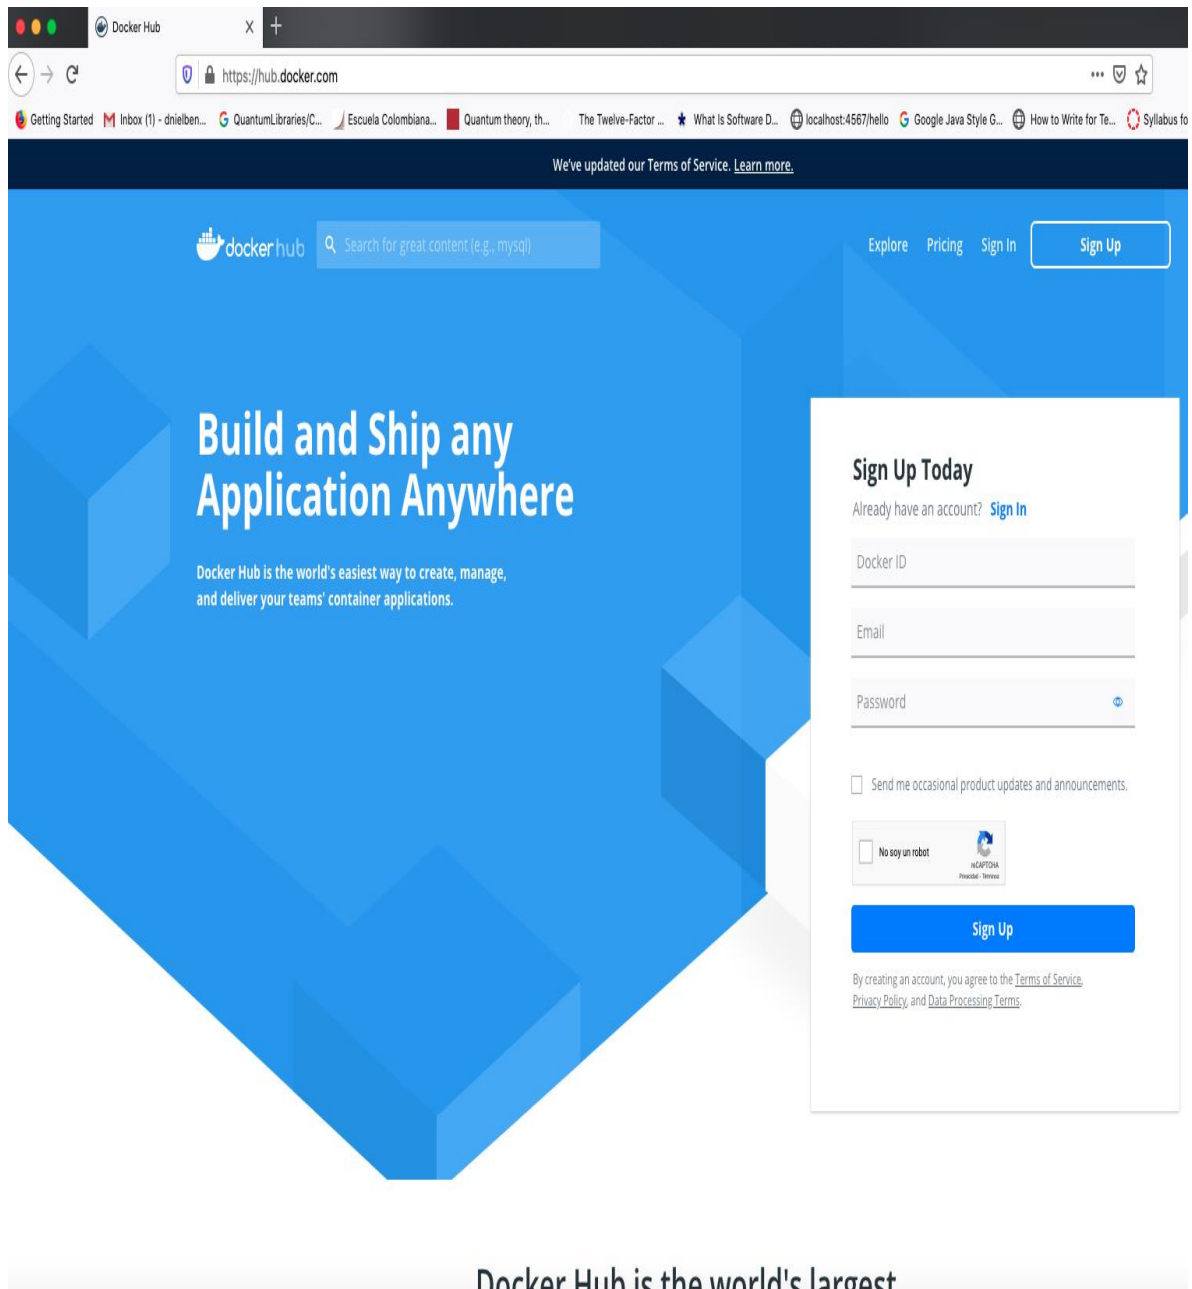 Docker Hub
https://hub.docker.com
Getting Started
Inbox (1) - dnielben...
QuantumLibraries/C...
Escuela Colombiana...
Quantum theory, th...
The Twelve-Factor ...
What Is Software D...
localhost:4567/hello
Google Java Style G...
How to Write for Te...
Syllabus fo
We've updated our Terms of Service. Learn more.
docker hub
Search for great content (e.g., mysql)
Explore
Pricing
Sign In
Sign Up
Build and Ship any
Application Anywhere
Docker Hub is the world's easiest way to create, manage,
and deliver your teams' container applications.
Sign Up Today
Already have an account? Sign In
Docker ID
Email
Password
Send me occasional product updates and announcements.
No soy un robot
reCAPTCHA
Privacidad - Términos
Sign Up
By creating an account, you agree to the Terms of Service,
Privacy Policy, and Data Processing Terms.
Docker Hub is the world's largest